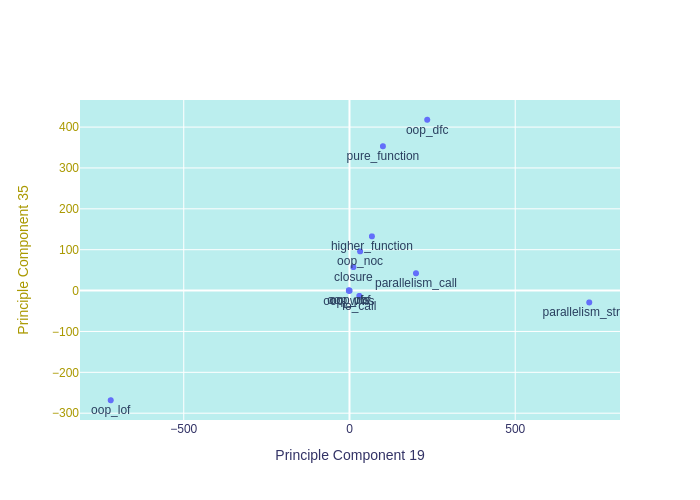 400
oop_dfc
pure_function
300
200
higher_function
100
oop_noc
closure
parallelism_call
0
io_call
parallelism_str
−100
−200
oop_lof
−300
−500
0
500
Principle Component 19
Principle Component 35